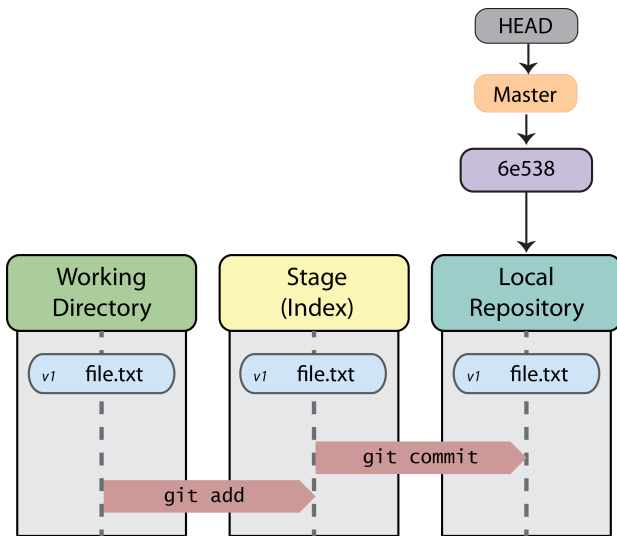 HEAD
Master
6e538
Working
Directory
Stage
(Index)
Local
Repository
v1 file.txt
v1 file.txt
v1 file.txt
git commit
git add